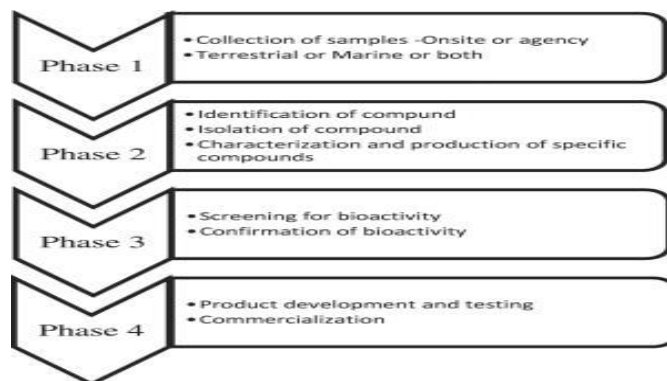 Phase 1
•Collection of samples -Onsite or agency
•Terrestrial or Marine or both
Phase 2
•Identification of compund
•Isolation of compound
•Characterization and production of specific
compounds
Phase 3
•Screening for bioactivity
•Confirmation of bioactivity
Phase 4
•Product development and testing
•Commercialization